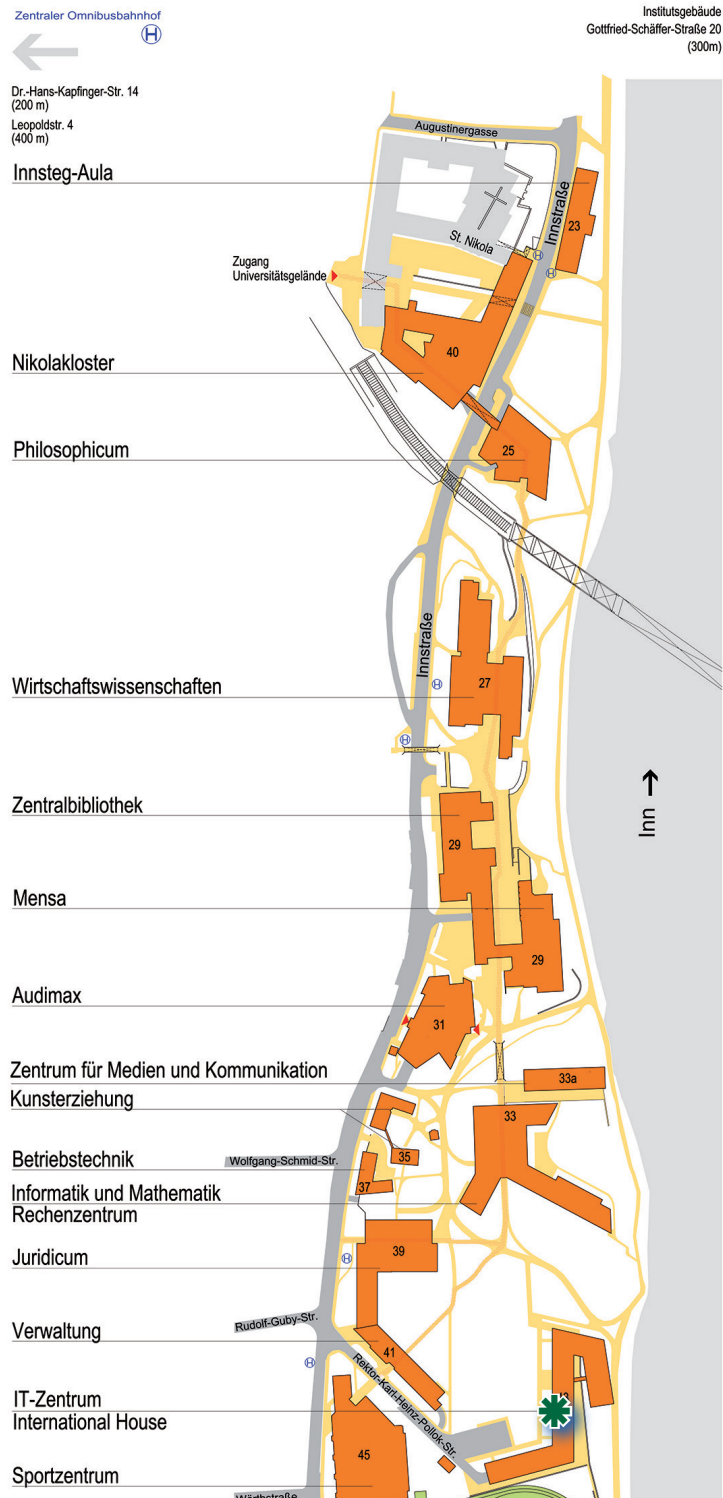 Zentraler Omnibusbahnhof
H
Institutsgebäude
Gottfried-Schäffer-Straße 20
(300m)
Dr.-Hans-Kapfinger-Str. 14
(200 m)
Leopoldstr. 4
(400 m)
Augustinergasse
Innsteg-Aula
Innstraße
23
St. Nikola
H
H
Zugang
Universitätsgelände
40
Nikolakloster
Philosophicum
25
Innstraße
Wirtschaftswissenschaften
27
H
H
Inn
Zentralbibliothek
29
Mensa
29
Audimax
31
Zentrum für Medien und Kommunikation
33a
Kunsterziehung
33
Betriebstechnik
Wolfgang-Schmid-Str.
35
37
Informatik und Mathematik
Rechenzentrum
Juridicum
39
H
Rudolf-Guby-Str.
Verwaltung
41
H
Rektor-Karl-Heinz-Pollok-Str.
IT-Zentrum
International House
Sportzentrum
45
Wörthstraße